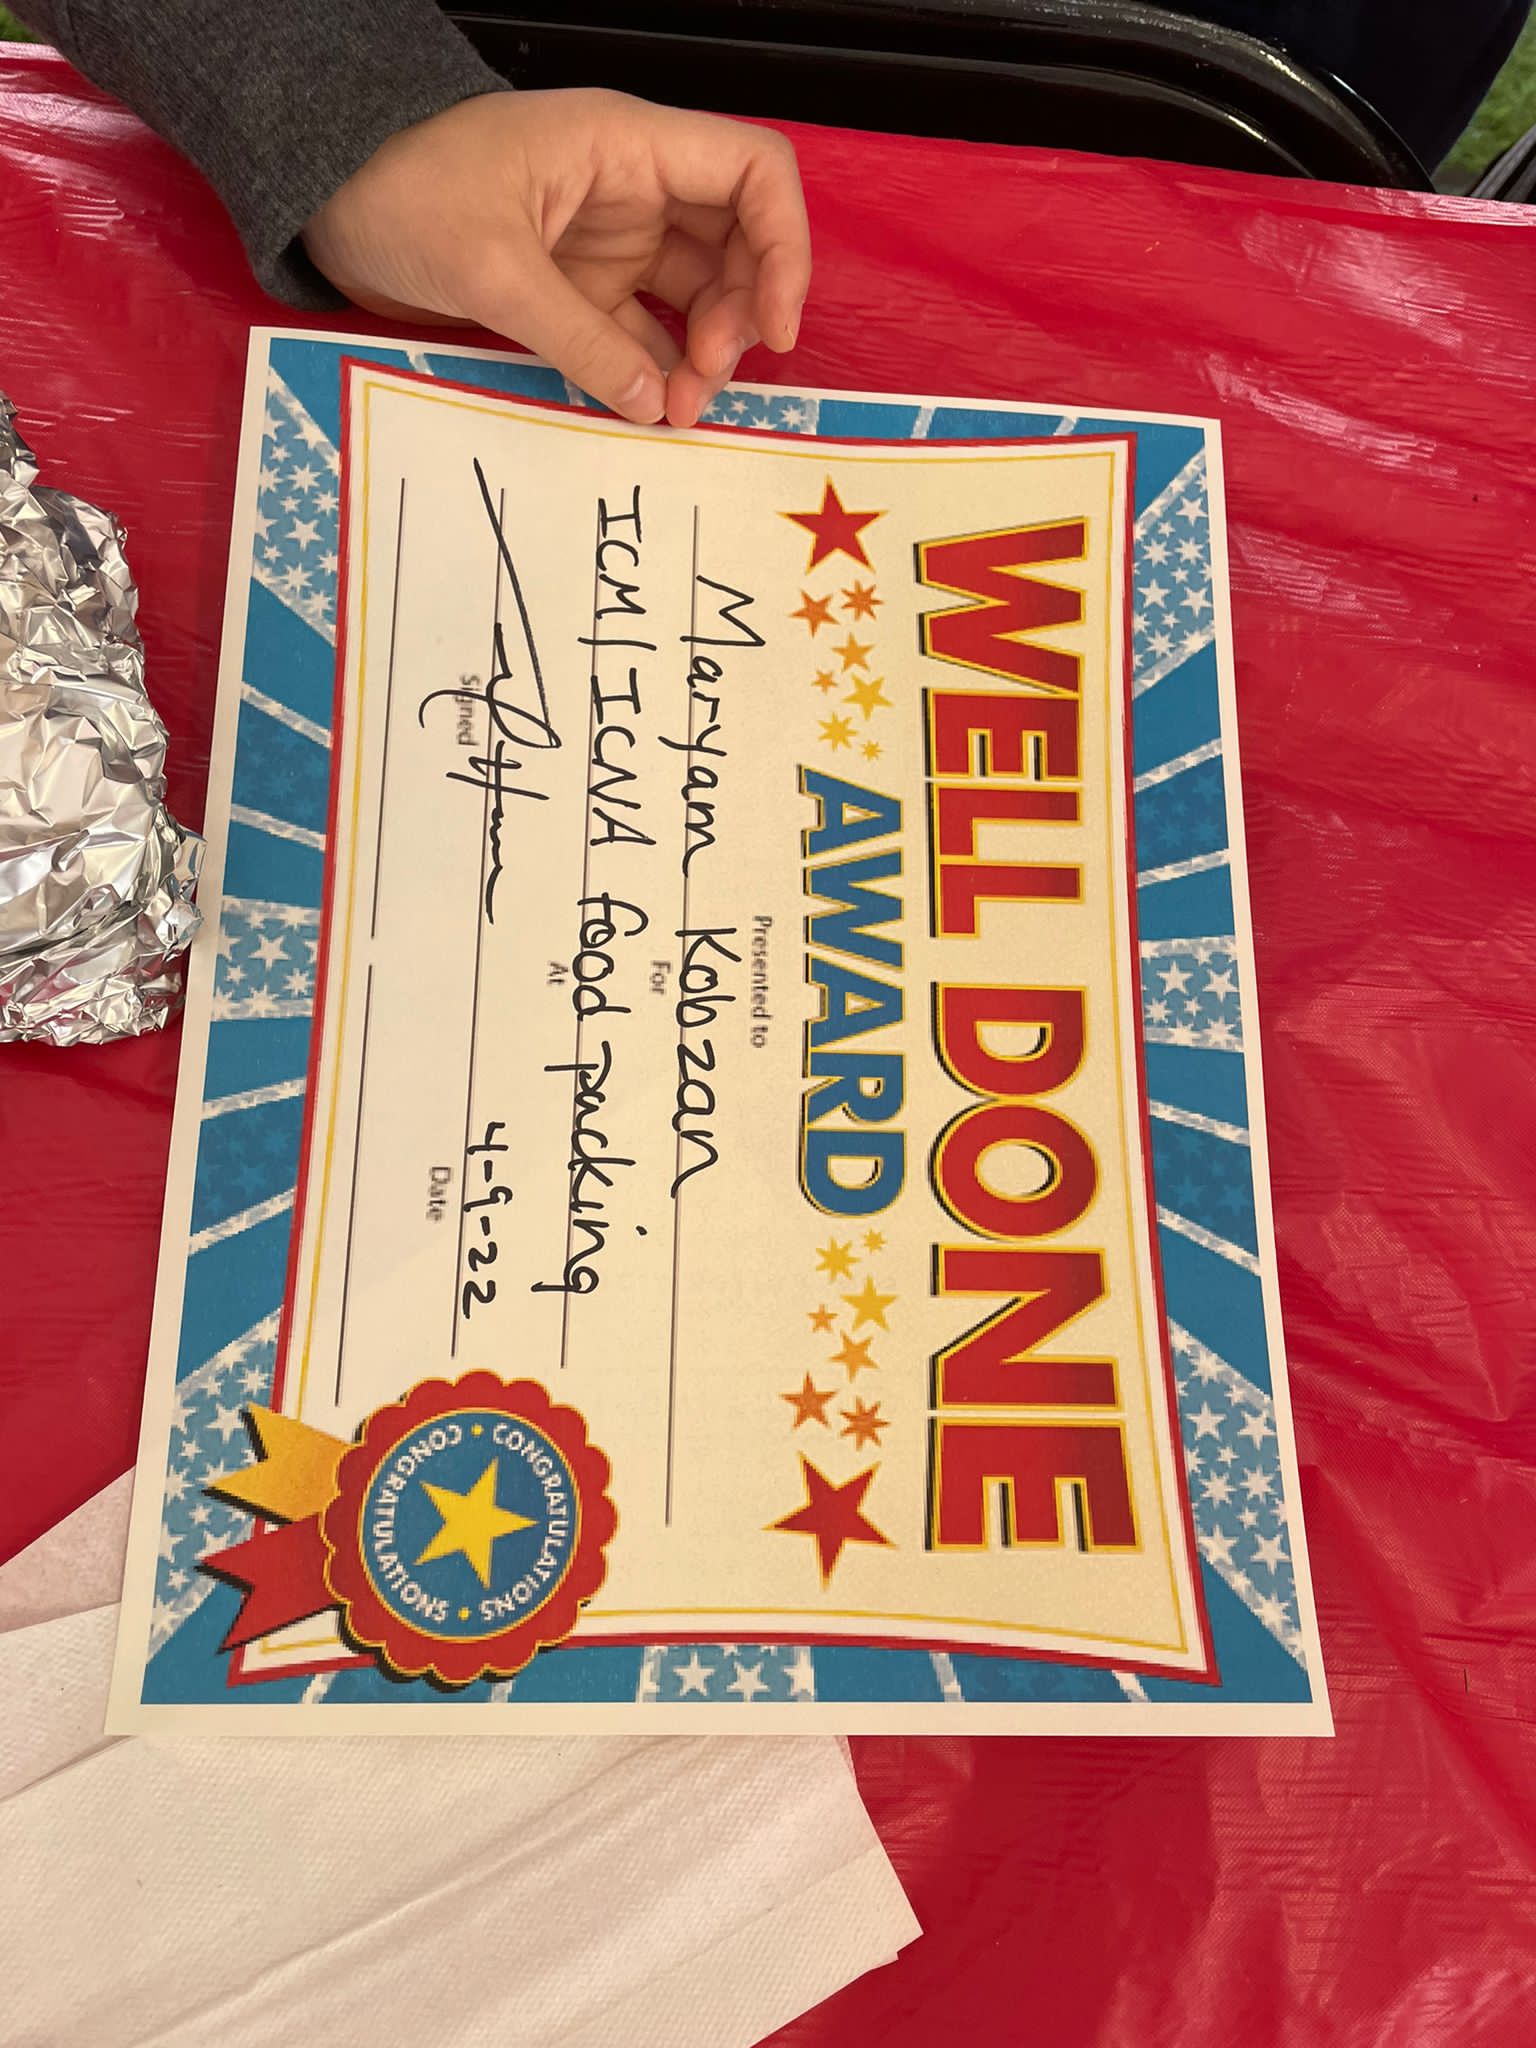 WELL DONE
AWARD
Presented to
Maryam Kobzan
For
ICM/ICNA food packing
At
4-9-22
Signed Date
CONGRATULATIONS • CONGRATULATIONS •